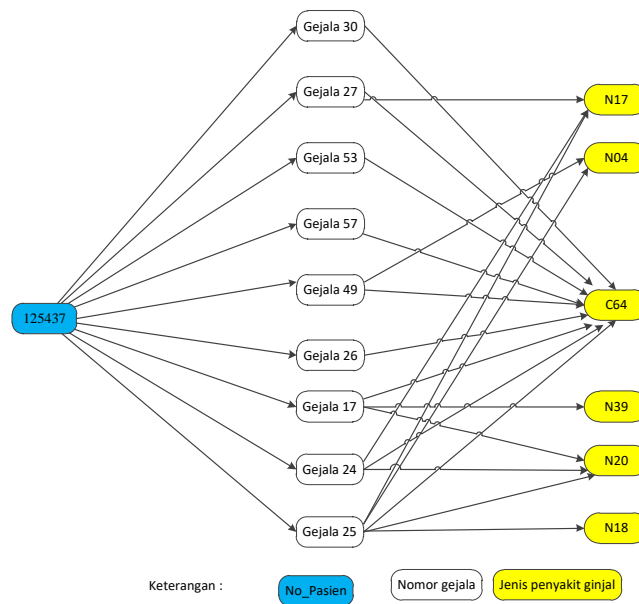 Gejala 30
Gejala 27
N17
Gejala 53
N04
Gejala 57
Gejala 49
125437
C64
Gejala 26
Gejala 17
N39
Gejala 24
N20
Gejala 25
N18
Keterangan :
No_Pasien
Nomor gejala
Jenis penyakit ginjal